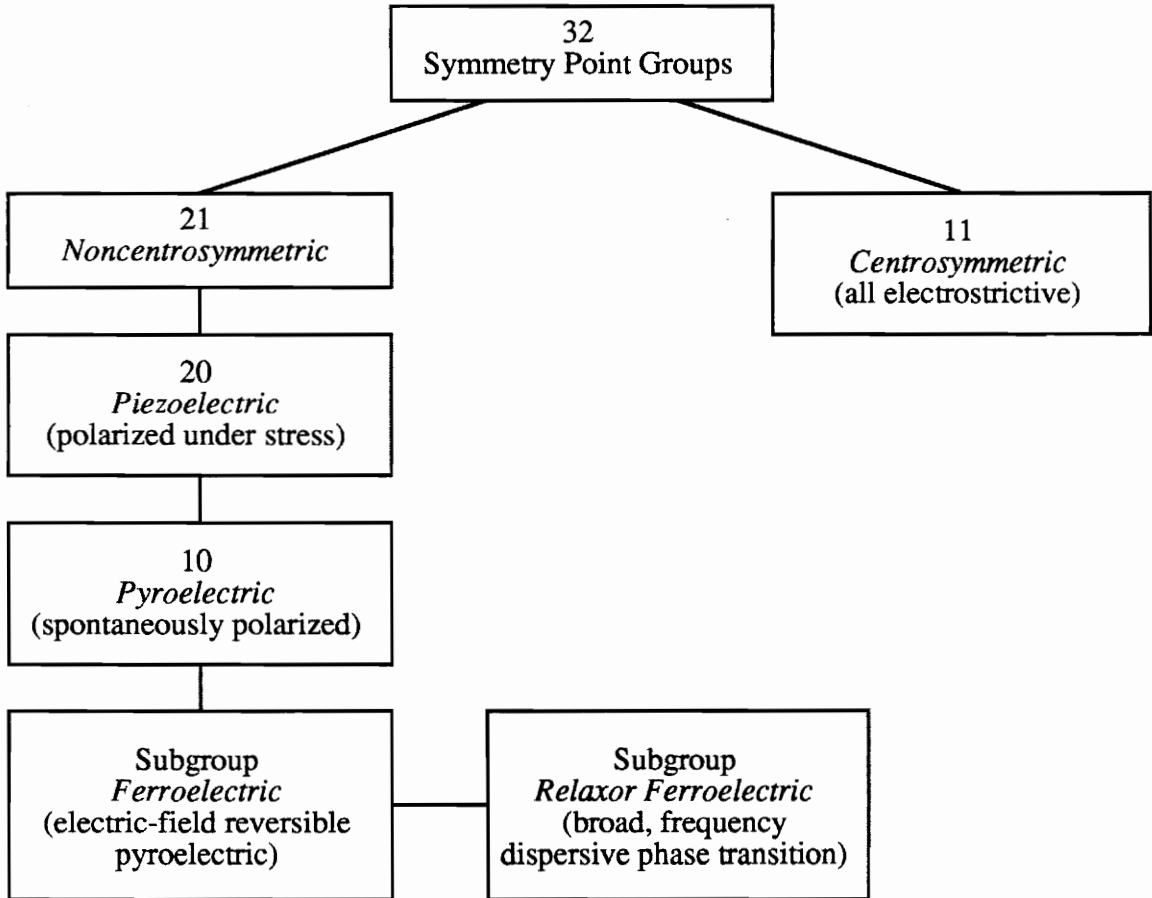 32
Symmetry Point Groups
21
Noncentrosymmetric
11
Centrosymmetric
(all electrostrictive)
20
Piezoelectric
(polarized under stress)
10
Pyroelectric
(spontaneously polarized)
Subgroup
Ferroelectric
(electric-field reversible
pyroelectric)
Subgroup
Relaxor Ferroelectric
(broad, frequency
dispersive phase transition)